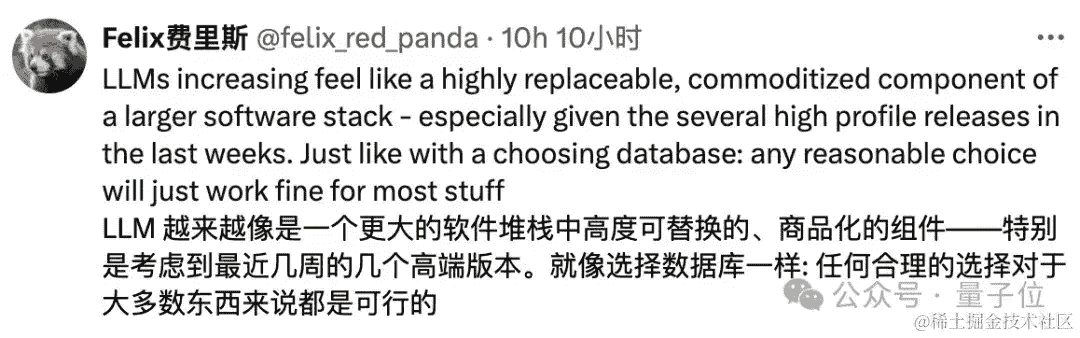 Felix费里斯 @felix_red_panda · 10h 10小时
LLMs increasing feel like a highly replaceable, commoditized component of
a larger software stack - especially given the several high profile releases in
the last weeks. Just like with a choosing database: any reasonable choice
will just work fine for most stuff
LLM 越来越像是一个更大的软件堆栈中高度可替换的、商品化的组件——特别
是考虑到最近几周的几个高端版本。就像选择数据库一样: 任何合理的选择对于
大多数东西来说都是可行的
公众号 · 量子位
@稀土掘金技术社区